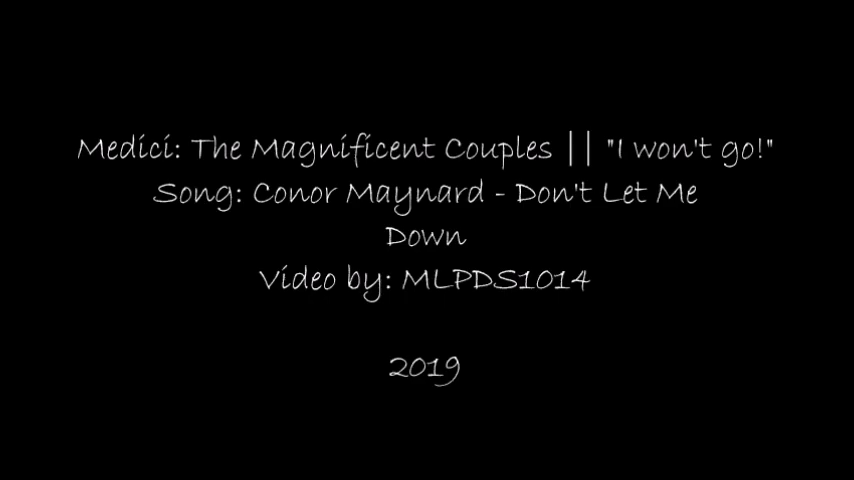 Medici: The Magnificent Couples || "I won't go!"
Song: Conor Maynard - Don't Let Me
Down
Video by: MLPDS1014
2019